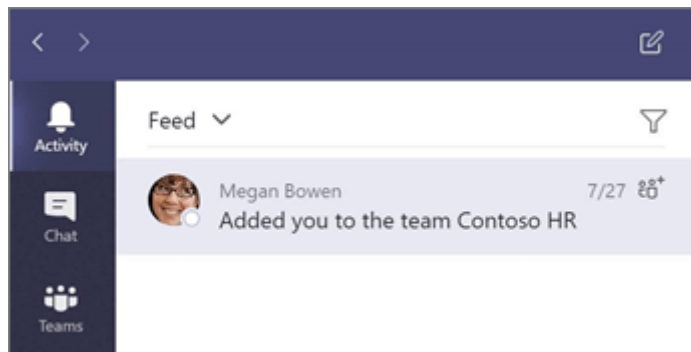 Feed
Activity
Megan Bowen 7/27
Added you to the team Contoso HR
Chat
Teams